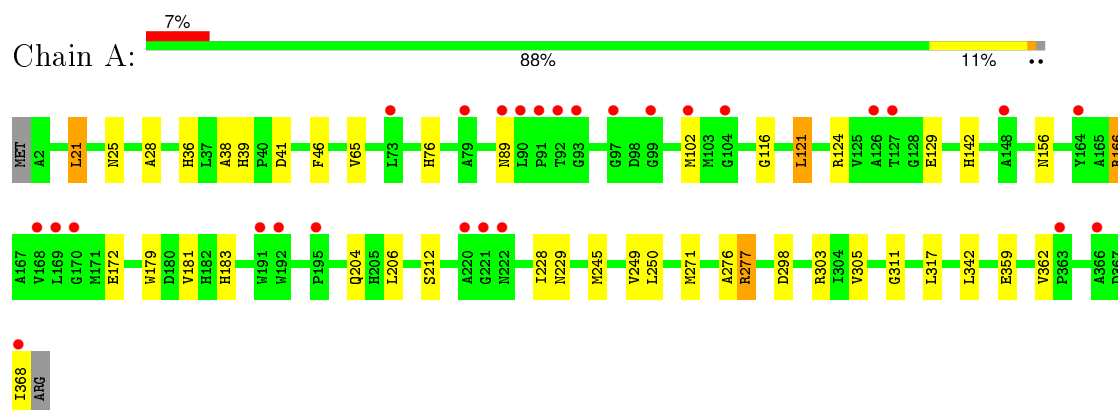 7%
Chain A:
88% 11% ••
MET A2 L21 N25 A28 H36 L37 A38 H39 P40 D41 F46 V65 L73 H76 A79 N89 L90 P91 T92 G93 G97 D98 G99 M102 M103 G104 G116 L121 R124 V125 A126 T127 G128 E129 H142 A148 N156 Y164 A165 R166
A167 V168 L169 G170 M171 E172 W179 D180 V181 H182 H183 W191 W192 P195 Q204 H205 L206 S212 A220 G221 N222 I228 N229 M245 V249 L250 M271 A276 R277 D298 R303 I304 V305 G311 L317 L342 E359 V362 P363 A366
I368 ARG